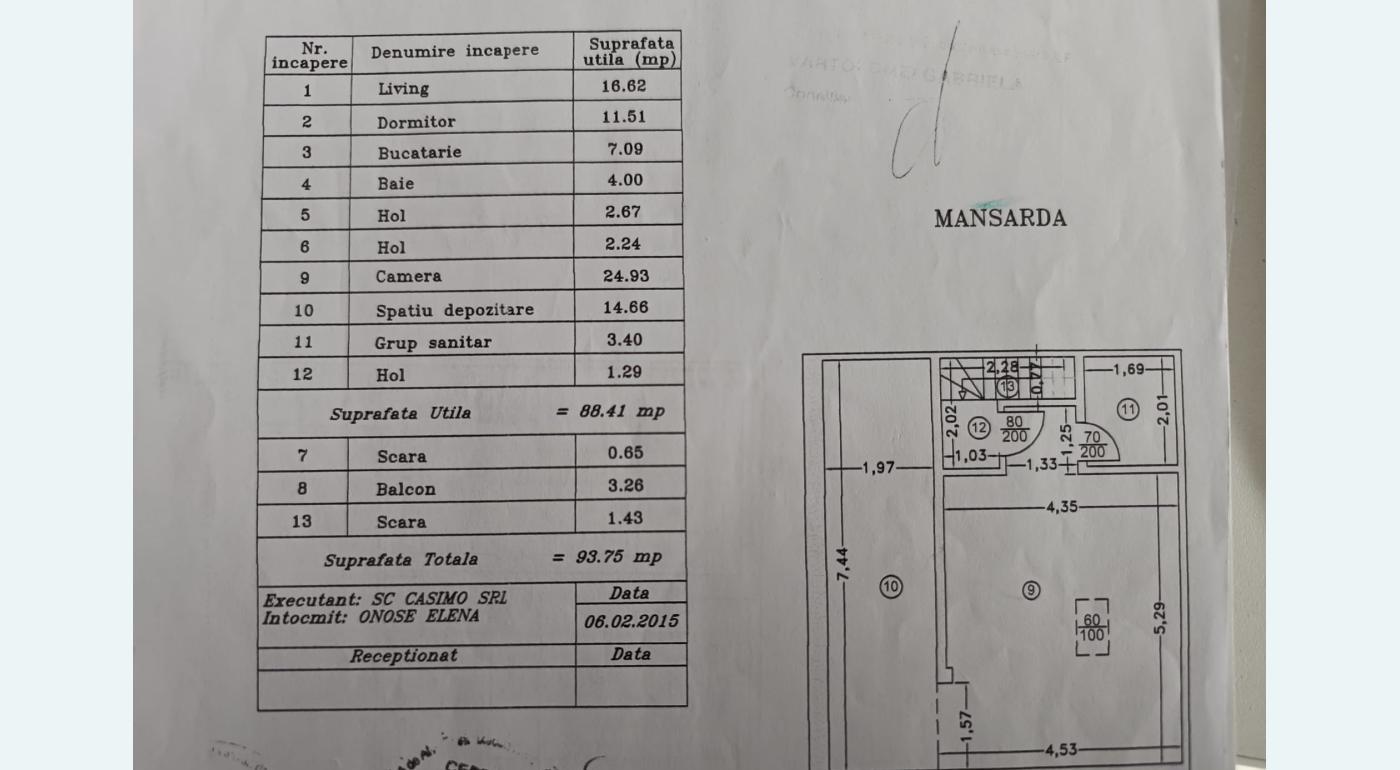 Nr. incapere Denumire incapere Suprafata utila (mp)
1 Living 16.62
2 Dormitor 11.51
3 Bucatarie 7.09
4 Baie 4.00
5 Hol 2.67
6 Hol 2.24
9 Camera 24.93
10 Spatiu depozitare 14.66
11 Grup sanitar 3.40
12 Hol 1.29
Suprafata Utila = 88.41 mp
7 Scara 0.65
8 Balcon 3.26
13 Scara 1.43
Suprafata Totala = 93.75 mp
Executant: SC CASIMO SRL Data
Intocmit: ONOSE ELENA 06.02.2015
Receptionat Data
MANSARDA
2,28
13
0,77
1,69
11
2,01
2,02
12
80
200
1,25
70
200
1,03
1,33
1,97
4,35
7,44
10
9
60
100
5,29
1,57
4,53